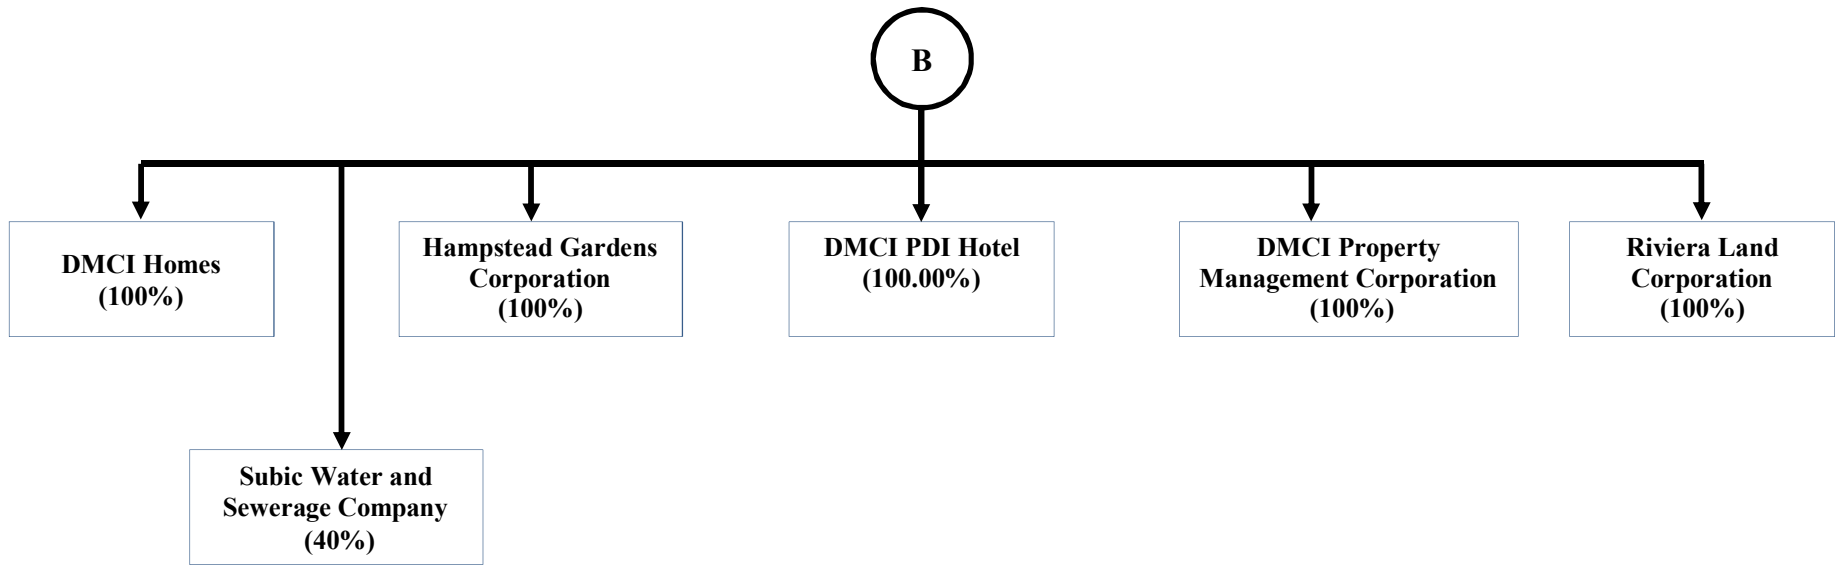 B
DMCI Homes
(100%)
Hampstead Gardens
Corporation
(100%)
DMCI PDI Hotel
(100.00%)
DMCI Property
Management Corporation
(100%)
Riviera Land
Corporation
(100%)
Subic Water and
Sewerage Company
(40%)